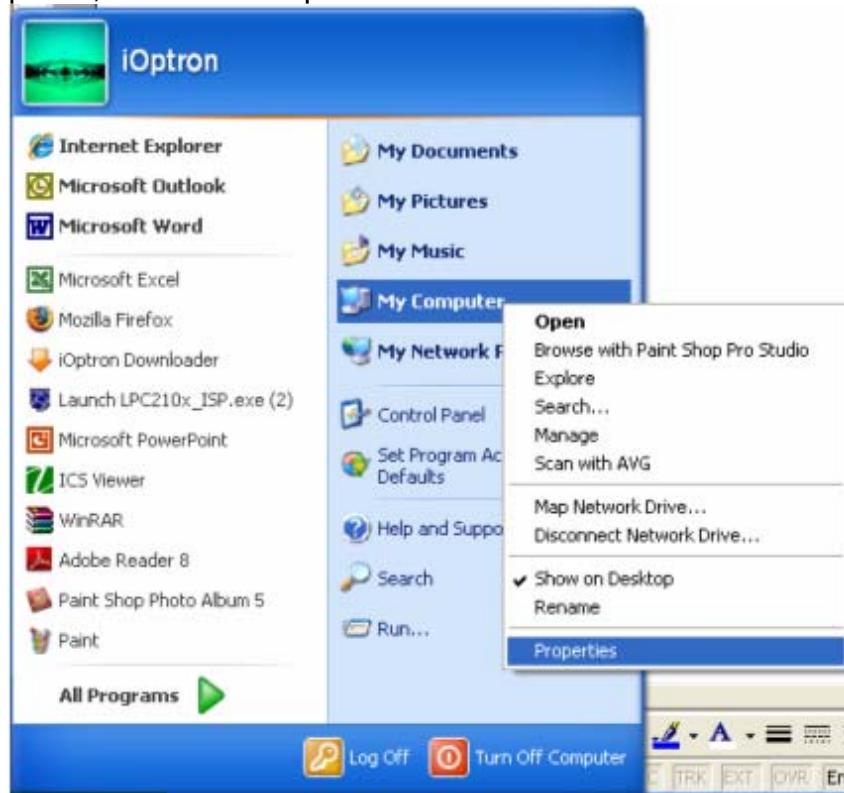 iOptron
Internet Explorer
Microsoft Outlook
Microsoft Word
Microsoft Excel
Mozilla Firefox
iOptron Downloader
Launch LPC210x_ISP.exe (2)
Microsoft PowerPoint
ICS Viewer
WinRAR
Adobe Reader 8
Paint Shop Photo Album 5
Paint
All Programs
My Documents
My Pictures
My Music
My Computer
My Network P
Control Panel
Set Program Ac
Defaults
Help and Suppo
Search
Run...
Open
Browse with Paint Shop Pro Studio
Explore
Search...
Manage
Scan with AVG
Map Network Drive...
Disconnect Network Drive...
Show on Desktop
Rename
Properties
Log Off
Turn Off Computer
TRK EXT OVR